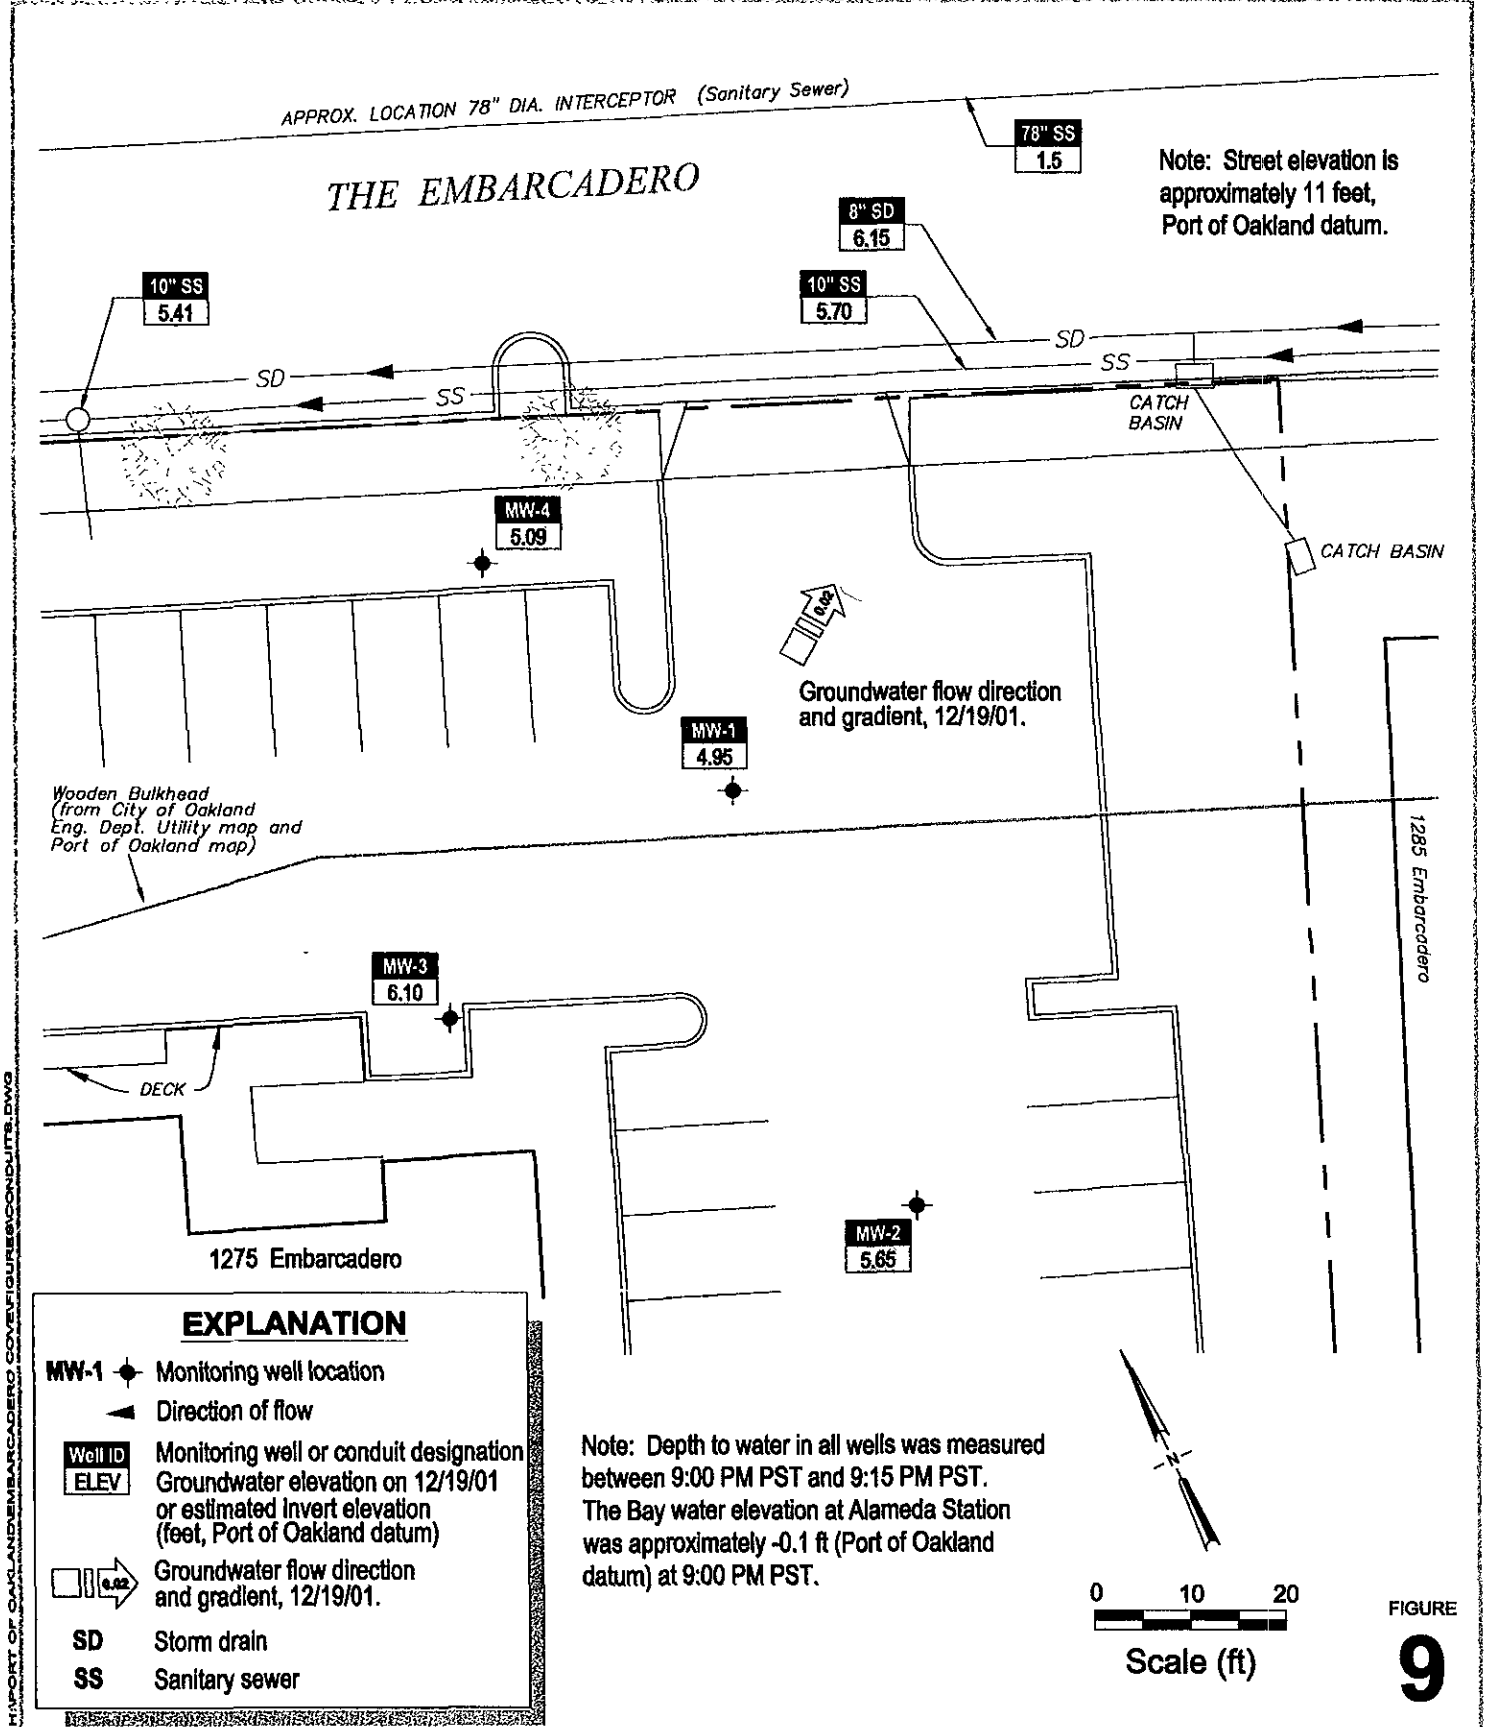 APPROX. LOCATION 78" DIA. INTERCEPTOR (Sanitary Sewer)
78" SS
1.5
Note: Street elevation is
approximately 11 feet,
Port of Oakland datum.
THE EMBARCADERO
8" SD
6.15
10" SS
5.41
10" SS
5.70
SD
SS
SD
SS
CATCH
BASIN
CATCH BASIN
MW-4
5.09
0.02
Groundwater flow direction
and gradient, 12/19/01.
MW-1
4.95
Wooden Bulkhead
(from City of Oakland
Eng. Dept. Utility map and
Port of Oakland map)
1285 Embarcadero
MW-3
6.10
DECK
MW-2
5.65
1275 Embarcadero
EXPLANATION
MW-1 Monitoring well location
Direction of flow
Well ID Monitoring well or conduit designation
ELEV Groundwater elevation on 12/19/01
or estimated Invert elevation
(feet, Port of Oakland datum)
0.02 Groundwater flow direction
and gradient, 12/19/01.
SD Storm drain
SS Sanitary sewer
Note: Depth to water in all wells was measured
between 9:00 PM PST and 9:15 PM PST.
The Bay water elevation at Alameda Station
was approximately -0.1 ft (Port of Oakland
datum) at 9:00 PM PST.
N
0 10 20
Scale (ft)
FIGURE
9
H:\PORT OF OAKLAND\EMBARCADERO COVE\FIGURES\CONDUITS.DWG